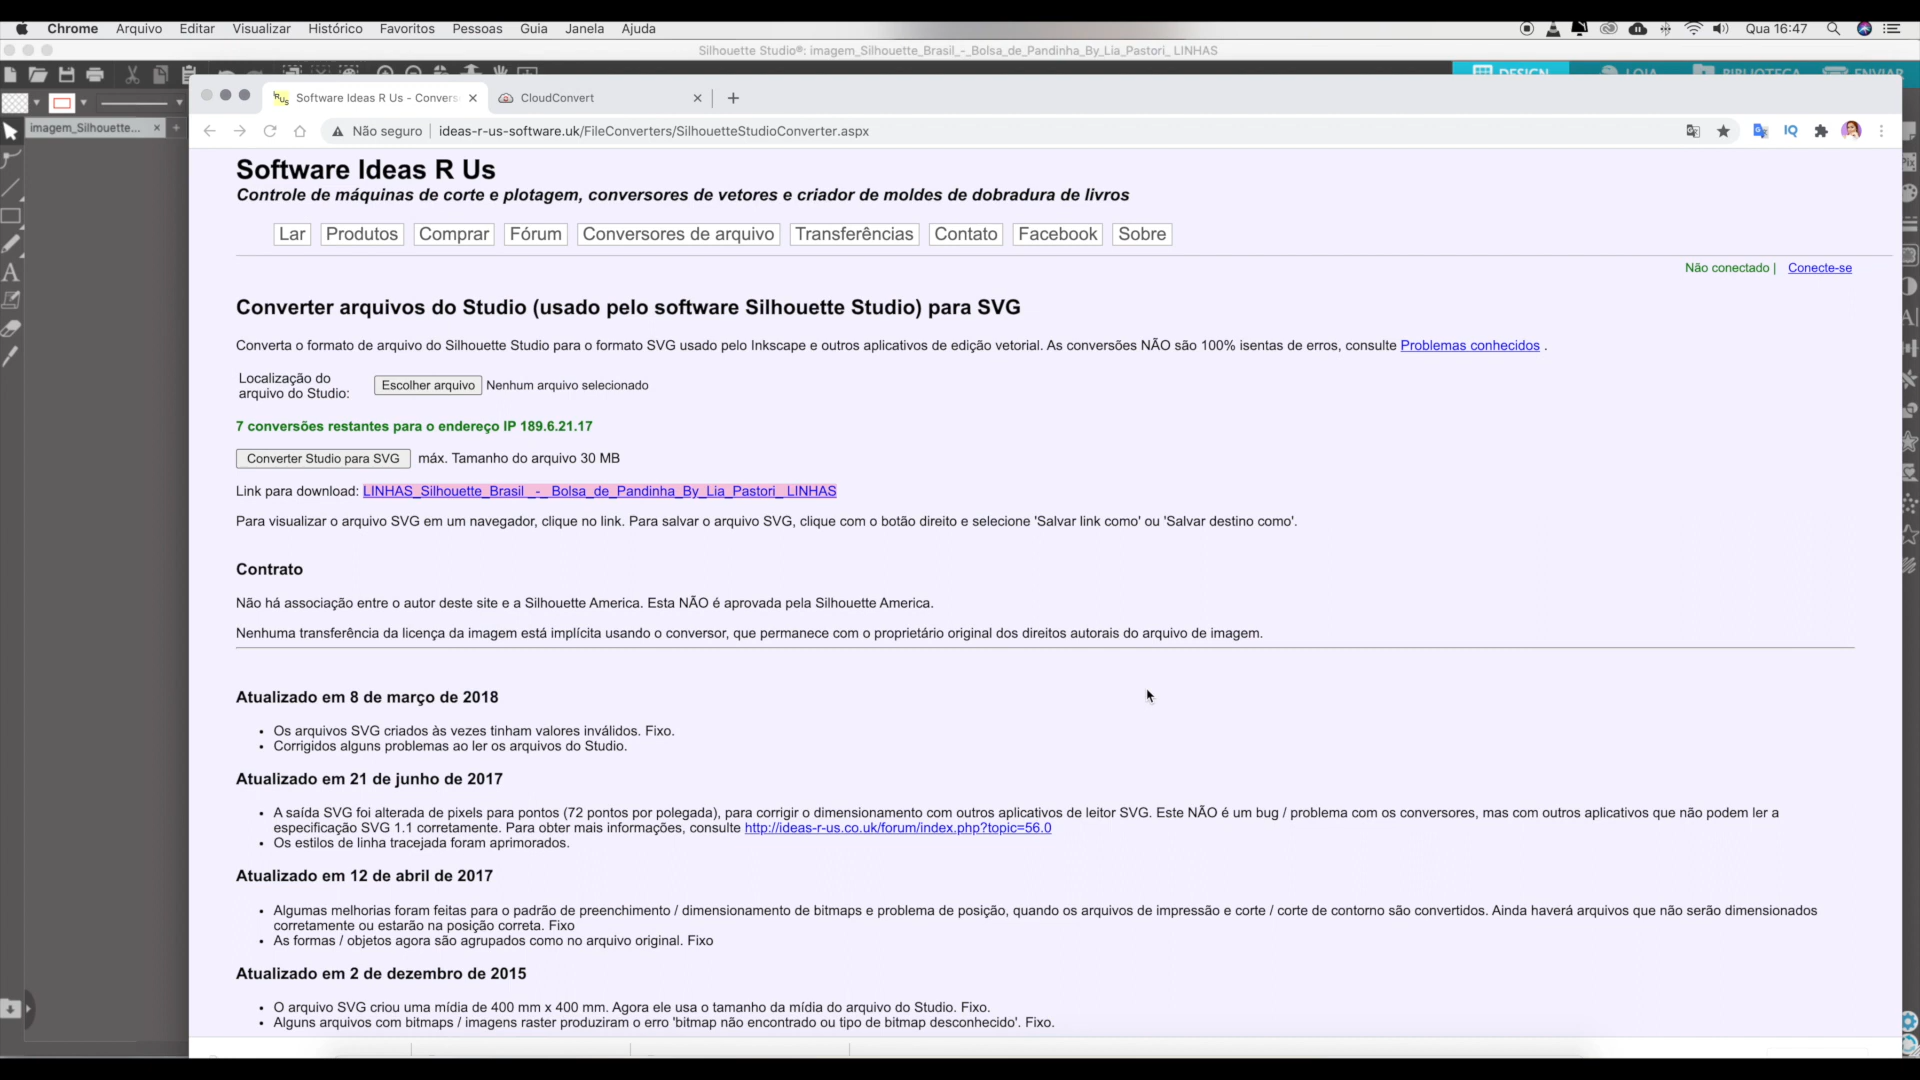 Chrome Arquivo Editar Visualizar Histórico Favoritos Pessoas Guia Janela Ajuda Qua 16:47
Silhouette Studio®: imagem_Silhouette_Brasil_-_Bolsa_de_Pandinha_By_Lia_Pastori_ LINHAS
DESIGN LOJA BIBLIOTECA ENVIAR
Software Ideas R Us - Convers CloudConvert
imagem_Silhouette...
Não seguro ideas-r-us-software.uk/FileConverters/SilhouetteStudioConverter.aspx
Software Ideas R Us
Controle de máquinas de corte e plotagem, conversores de vetores e criador de moldes de dobradura de livros
Lar Produtos Comprar Fórum Conversores de arquivo Transferências Contato Facebook Sobre
Não conectado | Conecte-se
Converter arquivos do Studio (usado pelo software Silhouette Studio) para SVG
Converta o formato de arquivo do Silhouette Studio para o formato SVG usado pelo Inkscape e outros aplicativos de edição vetorial. As conversões NÃO são 100% isentas de erros, consulte Problemas conhecidos .
Localização do
arquivo do Studio:
Escolher arquivo Nenhum arquivo selecionado
7 conversões restantes para o endereço IP 189.6.21.17
Converter Studio para SVG máx. Tamanho do arquivo 30 MB
Link para download: LINHAS_Silhouette_Brasil _-_ Bolsa_de_Pandinha_By_Lia_Pastori_ LINHAS
Para visualizar o arquivo SVG em um navegador, clique no link. Para salvar o arquivo SVG, clique com o botão direito e selecione 'Salvar link como' ou 'Salvar destino como'.
Contrato
Não há associação entre o autor deste site e a Silhouette America. Esta NÃO é aprovada pela Silhouette America.
Nenhuma transferência da licença da imagem está implícita usando o conversor, que permanece com o proprietário original dos direitos autorais do arquivo de imagem.
Atualizado em 8 de março de 2018
• Os arquivos SVG criados às vezes tinham valores inválidos. Fixo.
• Corrigidos alguns problemas ao ler os arquivos do Studio.
Atualizado em 21 de junho de 2017
• A saída SVG foi alterada de pixels para pontos (72 pontos por polegada), para corrigir o dimensionamento com outros aplicativos de leitor SVG. Este NÃO é um bug / problema com os conversores, mas com outros aplicativos que não podem ler a
especificação SVG 1.1 corretamente. Para obter mais informações, consulte http://ideas-r-us.co.uk/forum/index.php?topic=56.0
• Os estilos de linha tracejada foram aprimorados.
Atualizado em 12 de abril de 2017
• Algumas melhorias foram feitas para o padrão de preenchimento / dimensionamento de bitmaps e problema de posição, quando os arquivos de impressão e corte / corte de contorno são convertidos. Ainda haverá arquivos que não serão dimensionados
corretamente ou estarão na posição correta. Fixo
• As formas / objetos agora são agrupados como no arquivo original. Fixo
Atualizado em 2 de dezembro de 2015
• O arquivo SVG criou uma mídia de 400 mm x 400 mm. Agora ele usa o tamanho da mídia do arquivo do Studio. Fixo.
• Alguns arquivos com bitmaps / imagens raster produziram o erro 'bitmap não encontrado ou tipo de bitmap desconhecido'. Fixo.